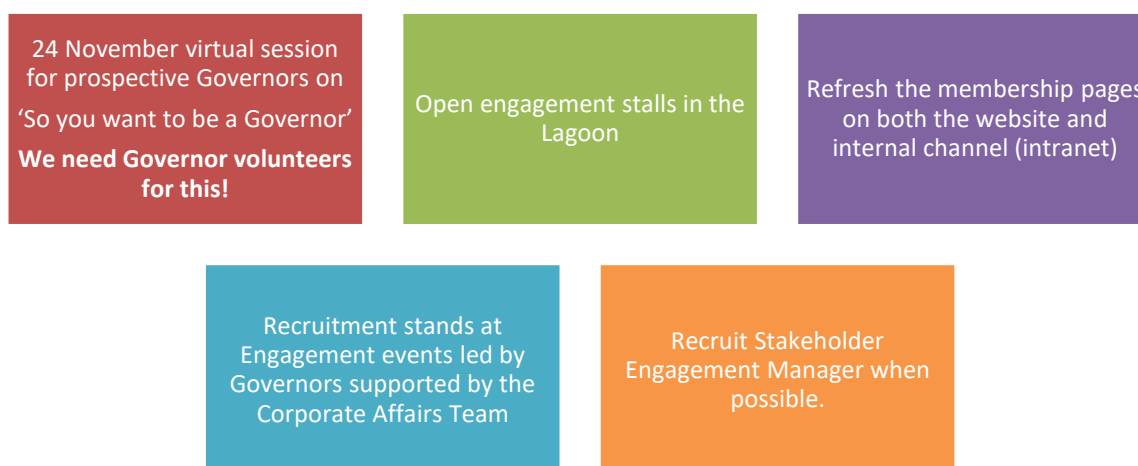 24 November virtual session
for prospective Governors on
‘So you want to be a Governor’
We need Governor volunteers
for this!
Open engagement stalls in the
Lagoon
Refresh the membership pages
on both the website and
internal channel (intranet)
Recruitment stands at
Engagement events led by
Governors supported by the
Corporate Affairs Team
Recruit Stakeholder
Engagement Manager when
possible.